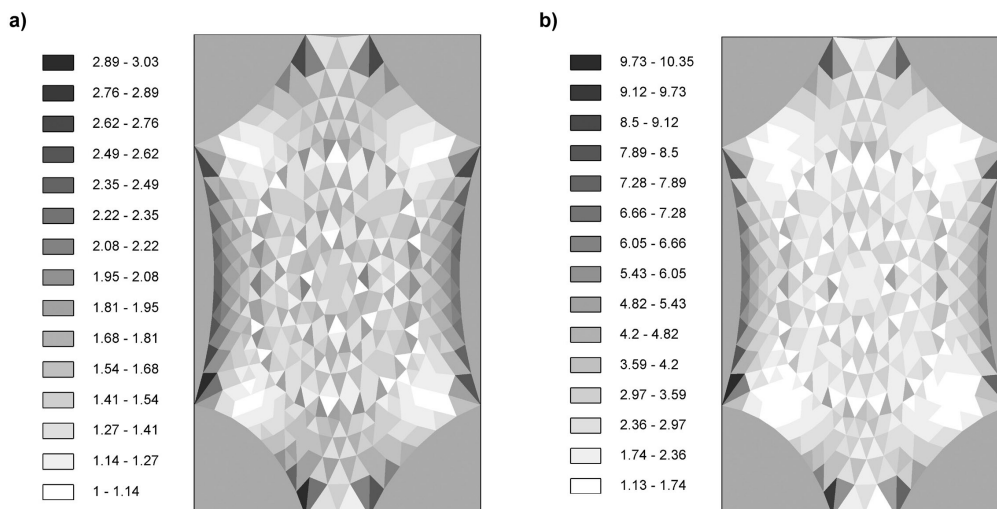 a)
2.89 - 3.03
2.76 - 2.89
2.62 - 2.76
2.49 - 2.62
2.35 - 2.49
2.22 - 2.35
2.08 - 2.22
1.95 - 2.08
1.81 - 1.95
1.68 - 1.81
1.54 - 1.68
1.41 - 1.54
1.27 - 1.41
1.14 - 1.27
1 - 1.14
b)
9.73 - 10.35
9.12 - 9.73
8.5 - 9.12
7.89 - 8.5
7.28 - 7.89
6.66 - 7.28
6.05 - 6.66
5.43 - 6.05
4.82 - 5.43
4.2 - 4.82
3.59 - 4.2
2.97 - 3.59
2.36 - 2.97
1.74 - 2.36
1.13 - 1.74